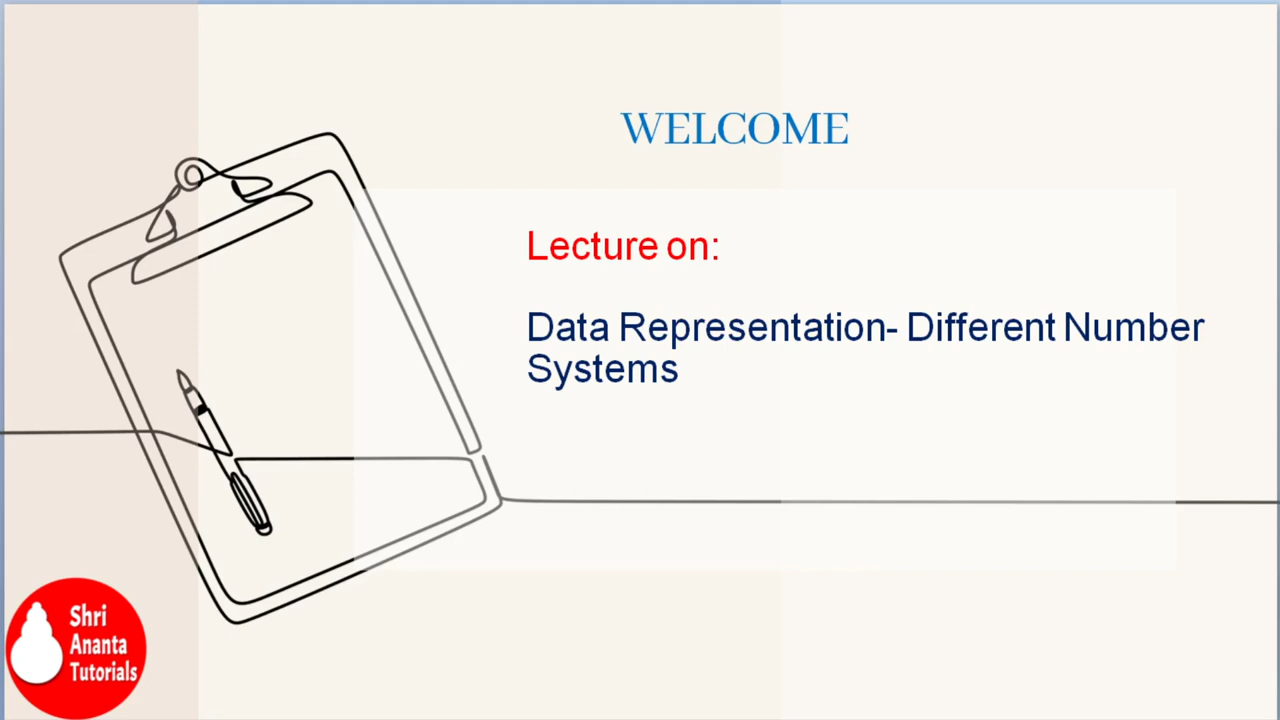 WELCOME
Lecture on:
Data Representation- Different Number
Systems
Shri
Ananta
Tutorials